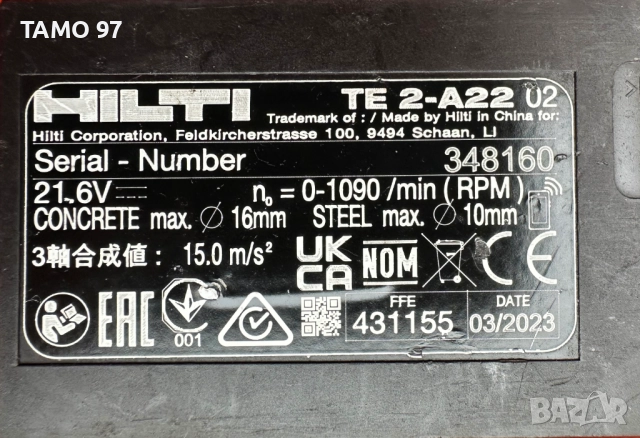 TAMO 97
HILTI TE 2-A22 02
Trademark of : / Made by Hilti in China for:
Hilti Corporation, Feldkircherstrasse 100, 9494 Schaan, LI
Serial - Number 348160
21.6V n₀ = 0-1090 /min (RPM)
CONCRETE max. ∅ 16mm STEEL max. ∅ 10mm
3軸合成値: 15.0 m/s²
UK CA NOM CE
EAC 001
FFE 431155
DATE 03/2023
BAZAR